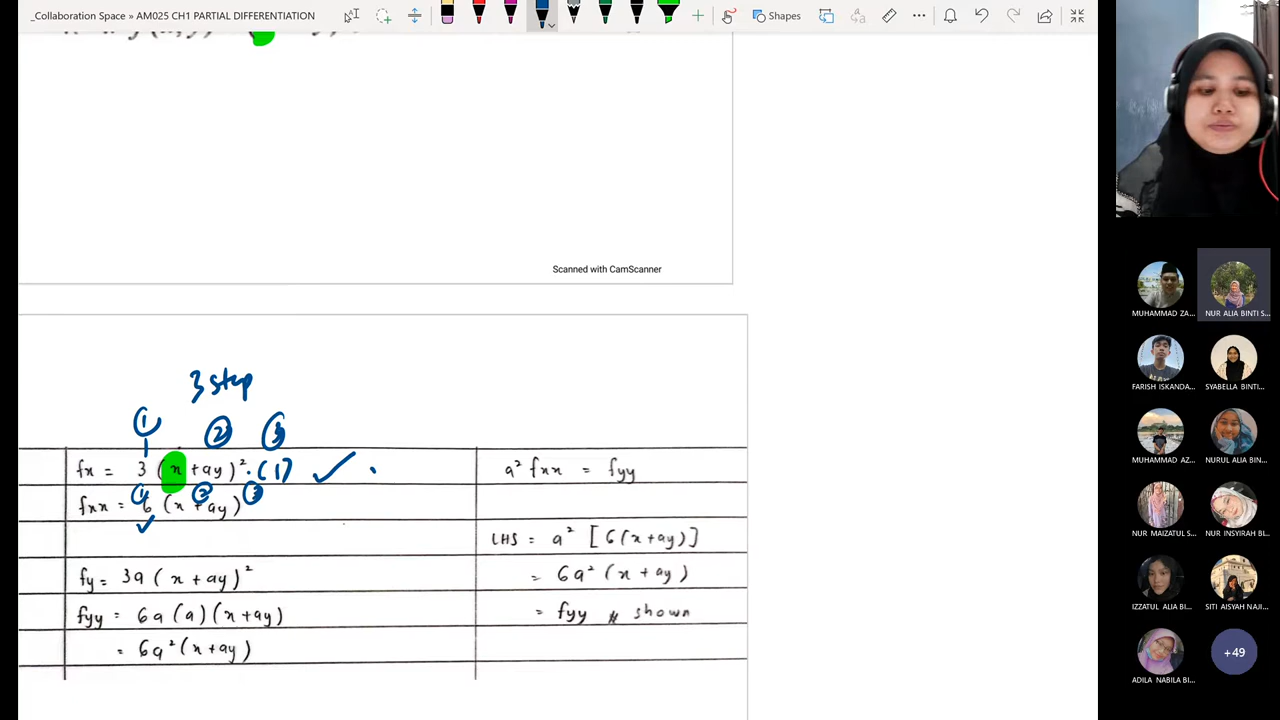 _Collaboration Space » AM025 CH1 PARTIAL DIFFERENTIATION
Shapes
Scanned with CamScanner
3 step
① ② ③
fx = 3 (x + ay)² · (1) ✓ ·
① ② ③
fxx = 6 (x + ay)
✓
fy = 3a (x + ay)²
fyy = 6a (a) (x + ay)
= 6a² (x + ay)
a² fxx = fyy
LHS = a² [6(x + ay)]
= 6a² (x + ay)
= fyy # shown
MUHAMMAD ZA...
NUR ALIA BINTI S...
FARISH ISKANDA...
SYABELLA BINTI...
MUHAMMAD AZ...
NURUL ALIA BIN...
NUR MAIZATUL S...
NUR INSYIRAH BI...
IZZATUL ALIA BI...
SITI AISYAH NAJI...
ADILA NABILA BI...
+49